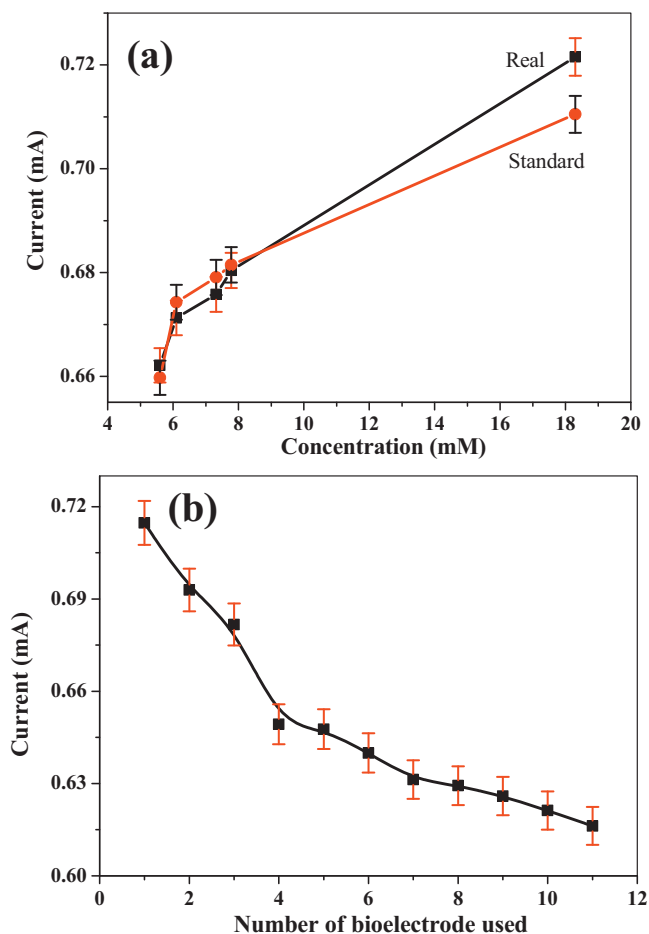 (a)
Real
Standard
0.72
0.70
0.68
0.66
Current (mA)
4 6 8 10 12 14 16 18 20
Concentration (mM)
(b)
0.72
0.69
0.66
0.63
0.60
Current (mA)
0 2 4 6 8 10 12
Number of bioelectrode used